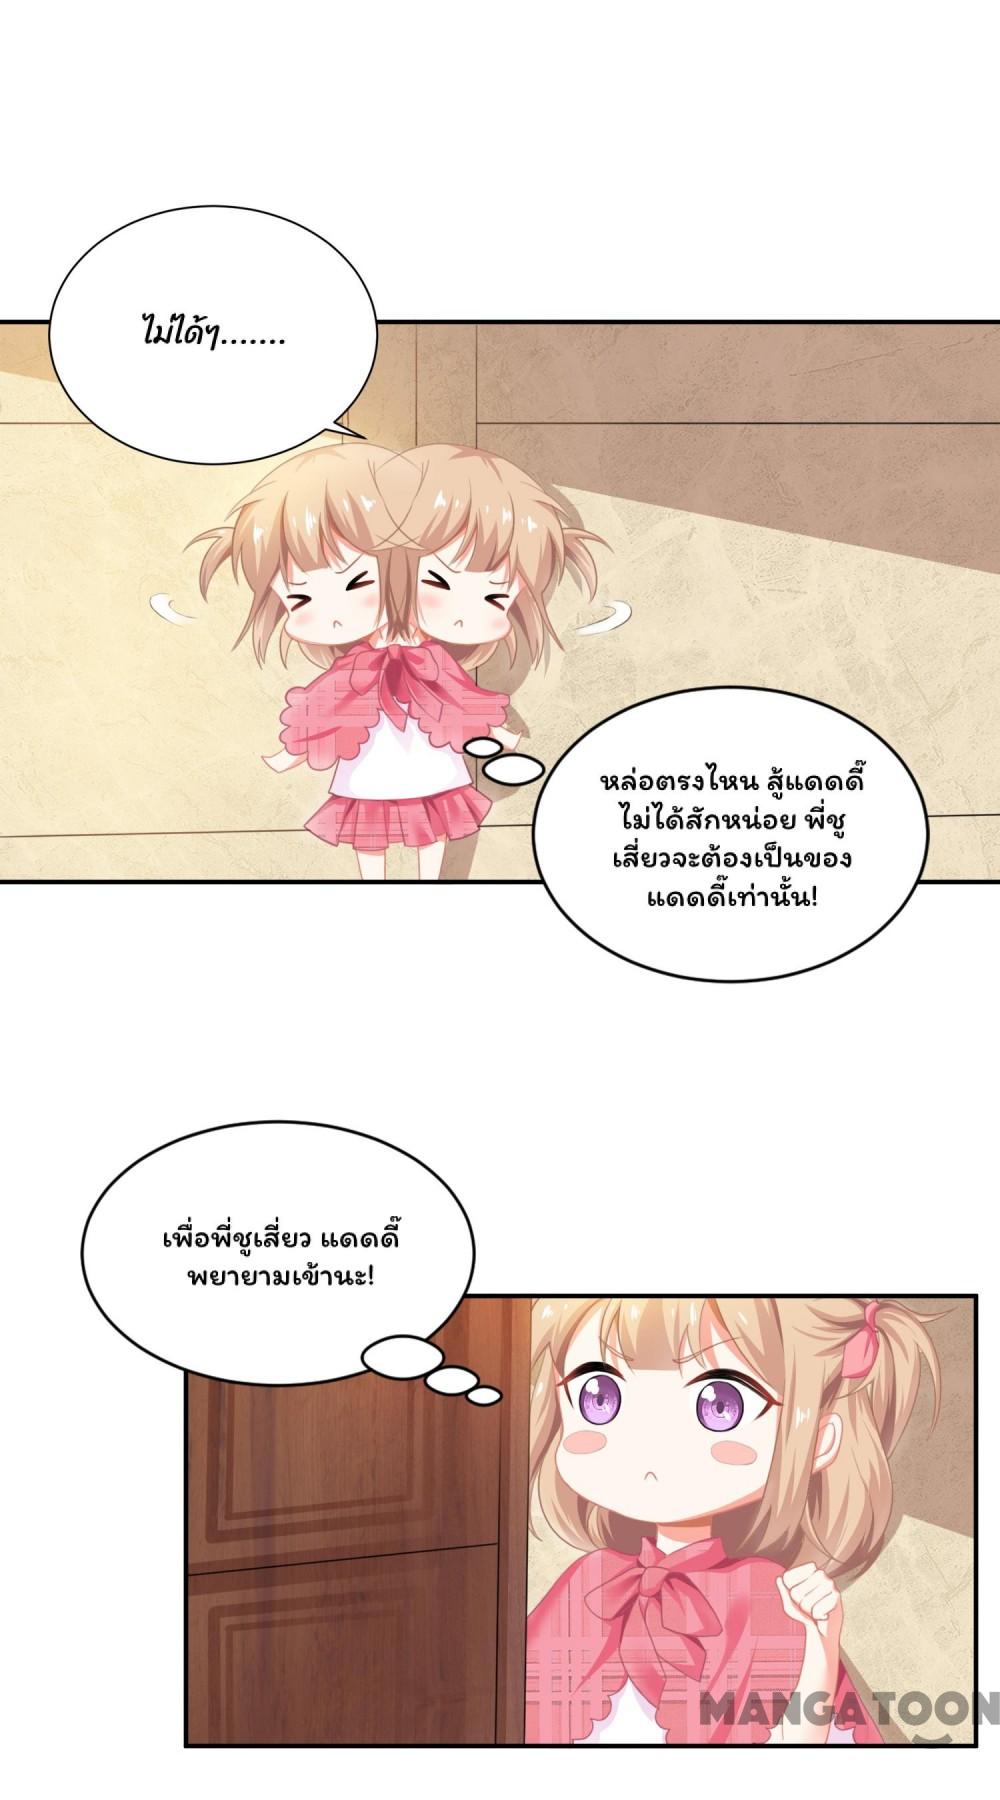 ไม่ได้ๆ.......
หล่อตรงไหน สู้แดดดี๊
ไม่ได้สักหน่อย พี่ชู
เสี่ยวจะต้องเป็นของ
แดดดี๊เท่านั้น!
เพื่อพี่ชูเสี่ยว แดดดี๊
พยายามเข้านะ!
MANGATOON